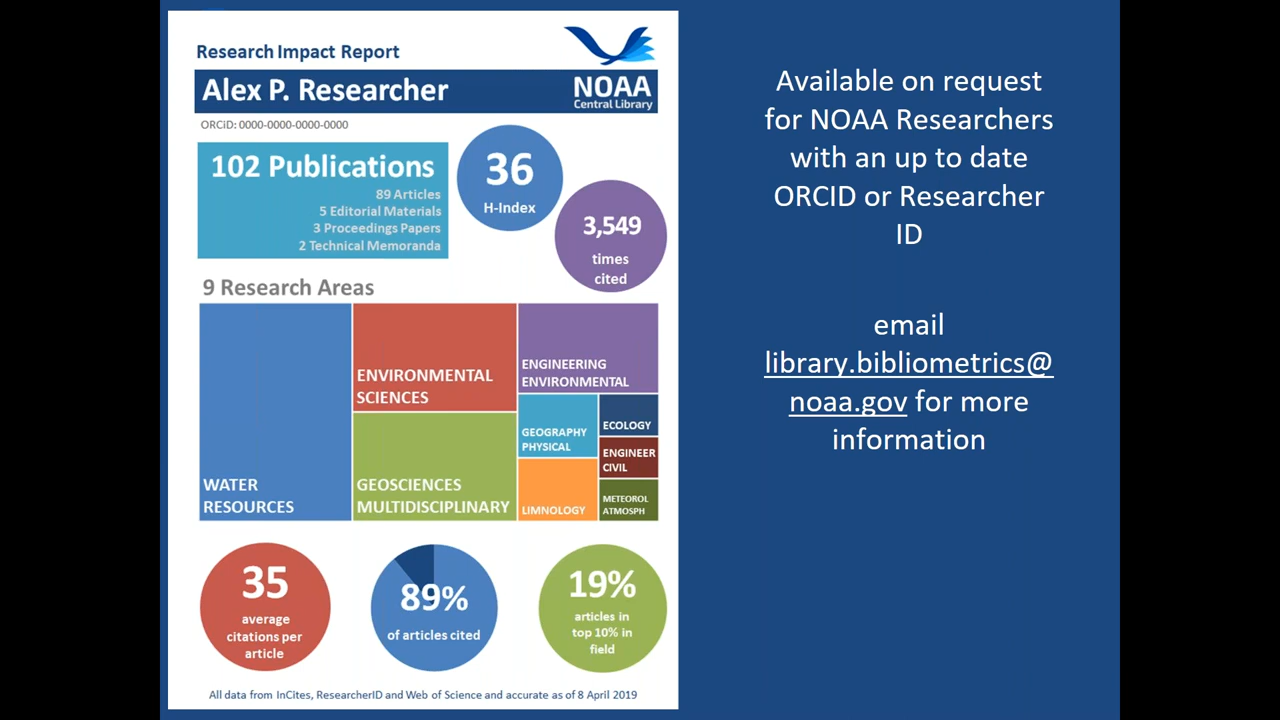 Research Impact Report
Alex P. Researcher
NOAA
Central Library
ORCiD: 0000-0000-0000-0000
102 Publications
89 Articles
5 Editorial Materials
3 Proceedings Papers
2 Technical Memoranda
36
H-Index
3,549
times
cited
9 Research Areas
WATER
RESOURCES
ENVIRONMENTAL
SCIENCES
GEOSCIENCES
MULTIDISCIPLINARY
ENGINEERING
ENVIRONMENTAL
GEOGRAPHY
PHYSICAL
LIMNOLOGY
ECOLOGY
ENGINEER
CIVIL
METEOROL
ATMOSPH
35
average
citations per
article
89%
of articles cited
19%
articles in
top 10% in
field
All data from InCites, ResearcherID and Web of Science and accurate as of 8 April 2019
Available on request
for NOAA Researchers
with an up to date
ORCID or Researcher
ID
email
library.bibliometrics@
noaa.gov for more
information